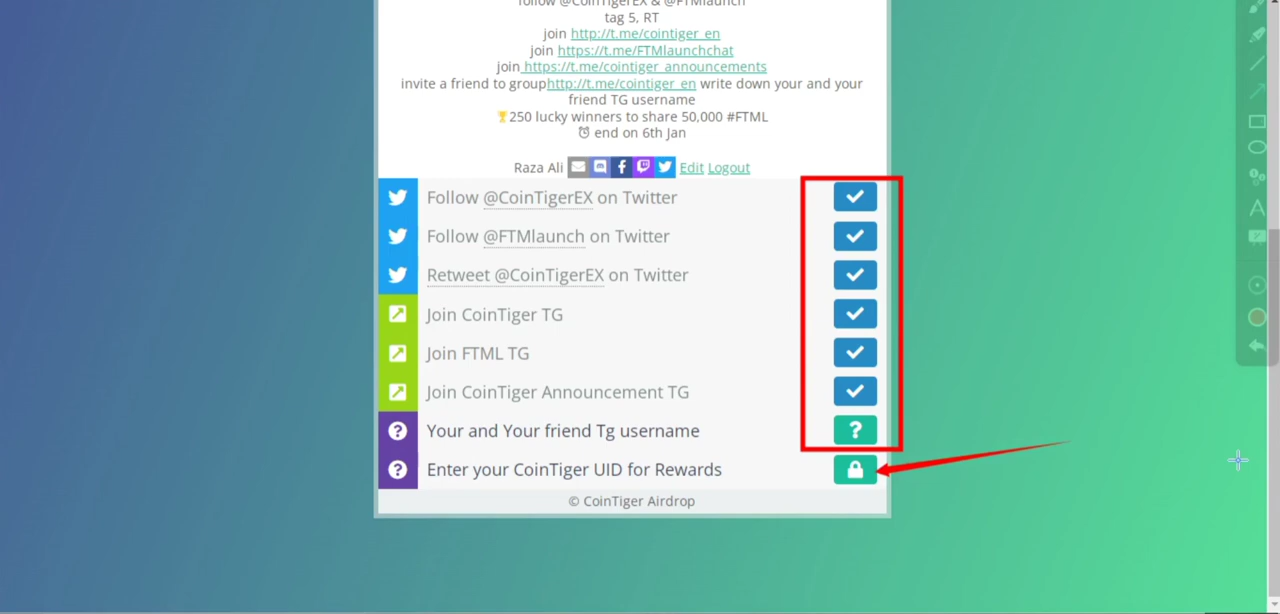 follow @CoinTigerEX & @FTMlaunch
tag 5, RT
join http://t.me/cointiger_en
join https://t.me/FTMlaunchchat
join https://t.me/cointiger_announcements
invite a friend to grouphttp://t.me/cointiger_en write down your and your
friend TG username
🏆250 lucky winners to share 50,000 #FTML
⏰ end on 6th Jan
Raza Ali Edit Logout
Follow @CoinTigerEX on Twitter
Follow @FTMlaunch on Twitter
Retweet @CoinTigerEX on Twitter
Join CoinTiger TG
Join FTML TG
Join CoinTiger Announcement TG
? Your and Your friend Tg username ?
? Enter your CoinTiger UID for Rewards
© CoinTiger Airdrop
A